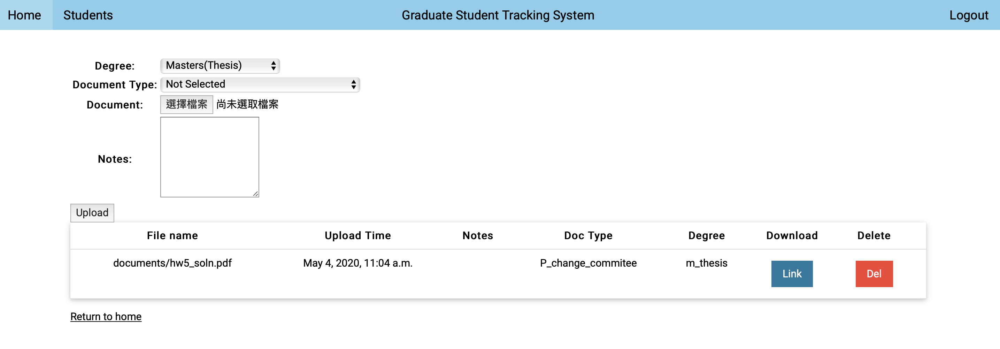 Home Students Graduate Student Tracking System Logout
Degree: Masters(Thesis)
Document Type: Not Selected
Document: 選擇檔案 尚未選取檔案
Notes:
Upload
File name Upload Time Notes Doc Type Degree Download Delete
documents/hw5_soln.pdf May 4, 2020, 11:04 a.m. P_change_commitee m_thesis Link Del
Return to home